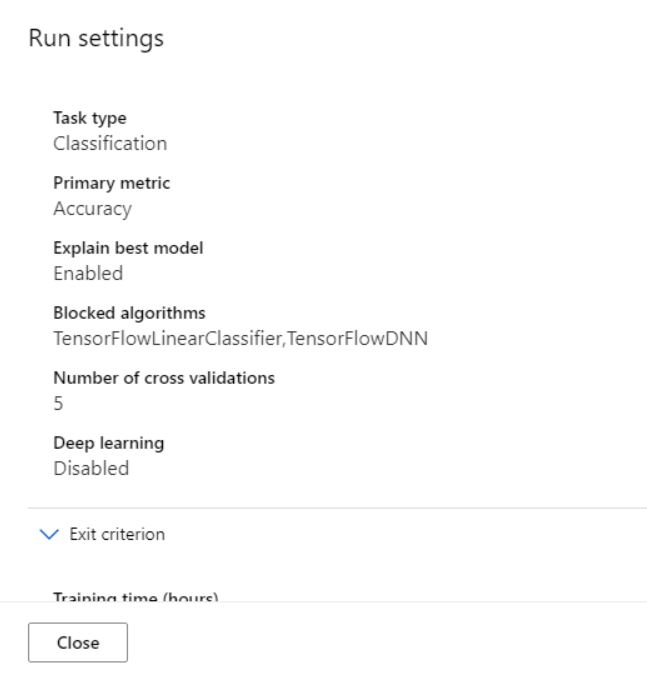 Run settings
Task type
Classification
Primary metric
Accuracy
Explain best model
Enabled
Blocked algorithms
TensorFlowLinearClassifier,TensorFlowDNN
Number of cross validations
5
Deep learning
Disabled
Exit criterion
Training time (hours)
Close